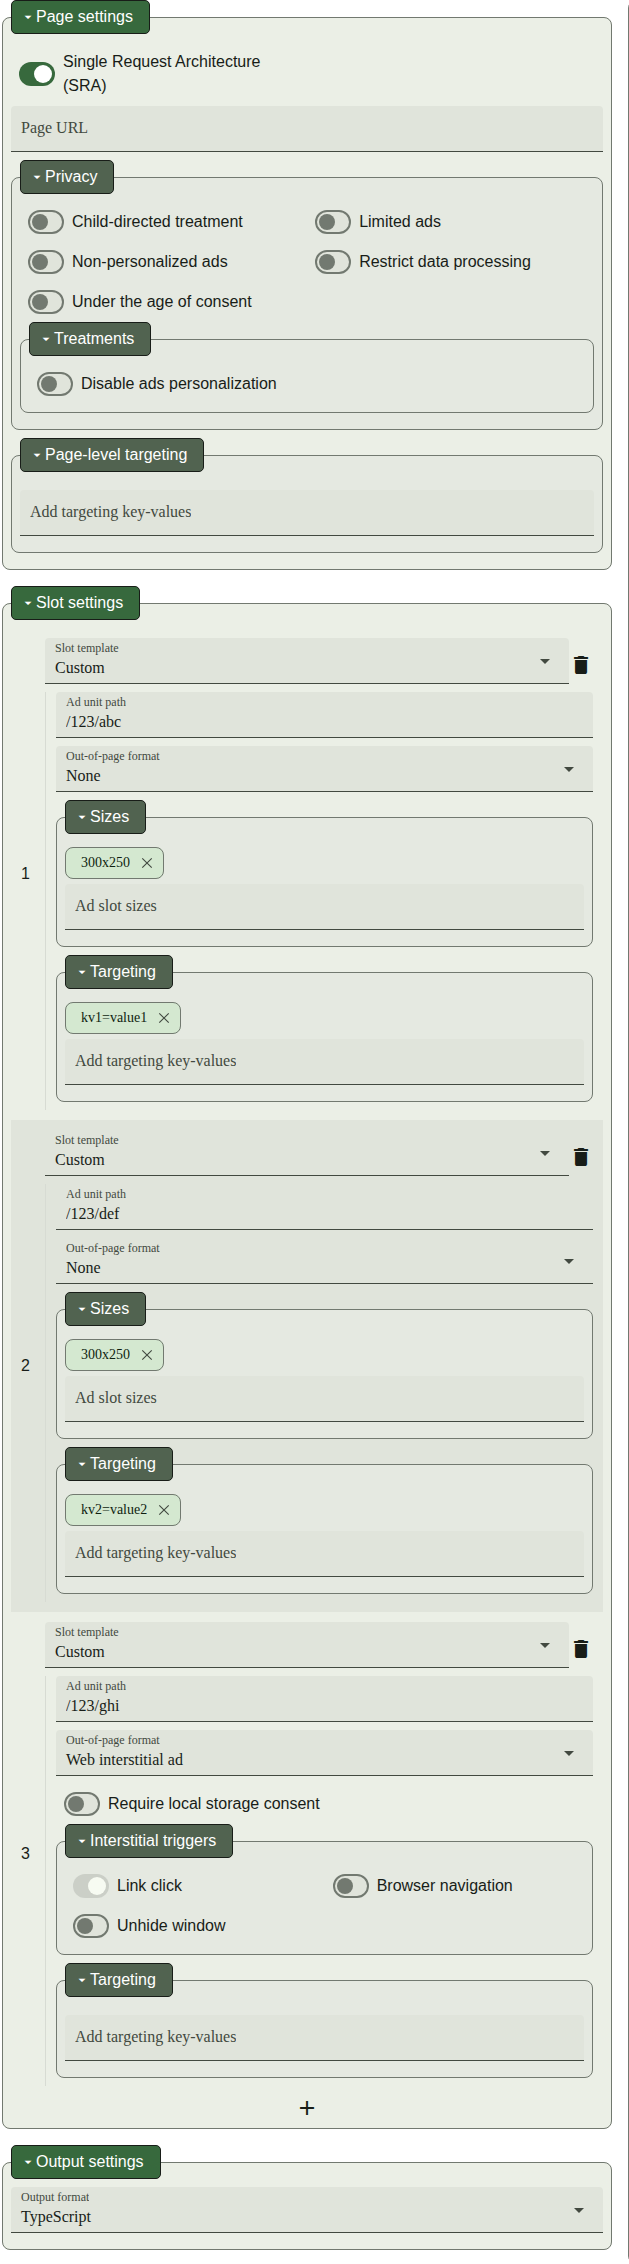 Page settings
Single Request Architecture
(SRA)
Page URL
Privacy
Child-directed treatment
Limited ads
Non-personalized ads
Restrict data processing
Under the age of consent
Treatments
Disable ads personalization
Page-level targeting
Add targeting key-values
Slot settings
Slot template
Custom
Ad unit path
/123/abc
Out-of-page format
None
Sizes
300x250
1
Ad slot sizes
Targeting
kv1=value1
Add targeting key-values
Slot template
Custom
Ad unit path
/123/def
Out-of-page format
None
Sizes
300x250
2
Ad slot sizes
Targeting
kv2=value2
Add targeting key-values
Slot template
Custom
Ad unit path
/123/ghi
Out-of-page format
Web interstitial ad
Require local storage consent
Interstitial triggers
3
Link click
Browser navigation
Unhide window
Targeting
Add targeting key-values
+
Output settings
Output format
TypeScript